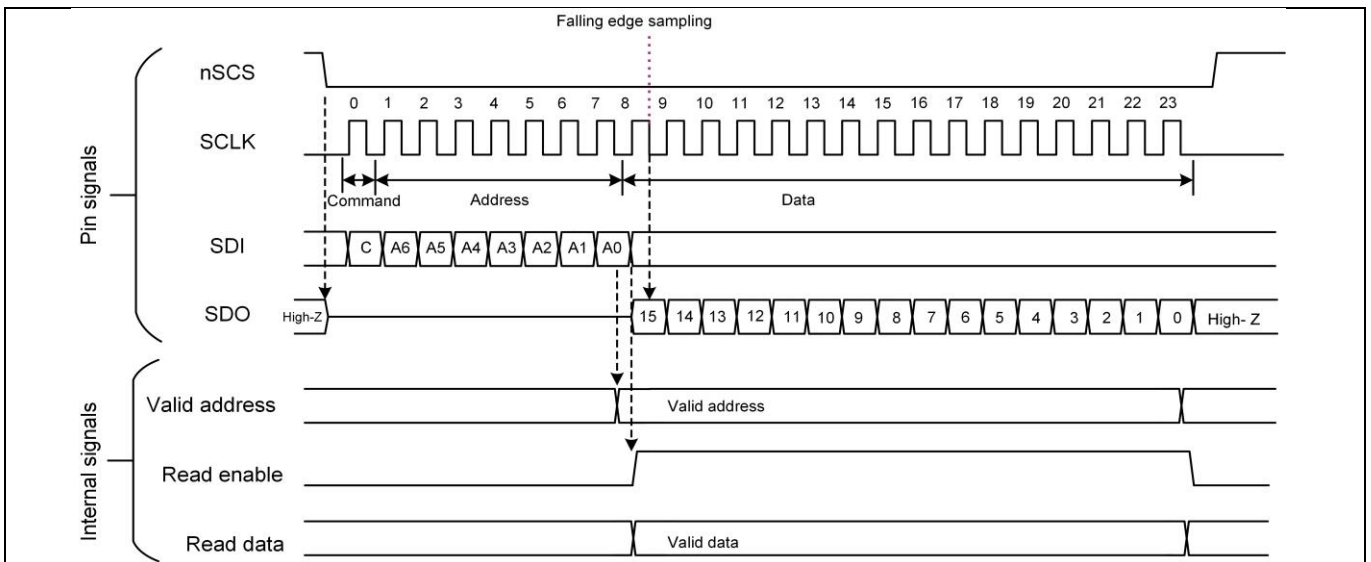 Falling edge sampling
nSCS
0 1 2 3 4 5 6 7 8 9 10 11 12 13 14 15 16 17 18 19 20 21 22 23
SCLK
Command Address Data
Pin signals
SDI C A6 A5 A4 A3 A2 A1 A0
SDO High-Z 15 14 13 12 11 10 9 8 7 6 5 4 3 2 1 0 High- Z
Valid address Valid address
Internal signals
Read enable
Read data Valid data